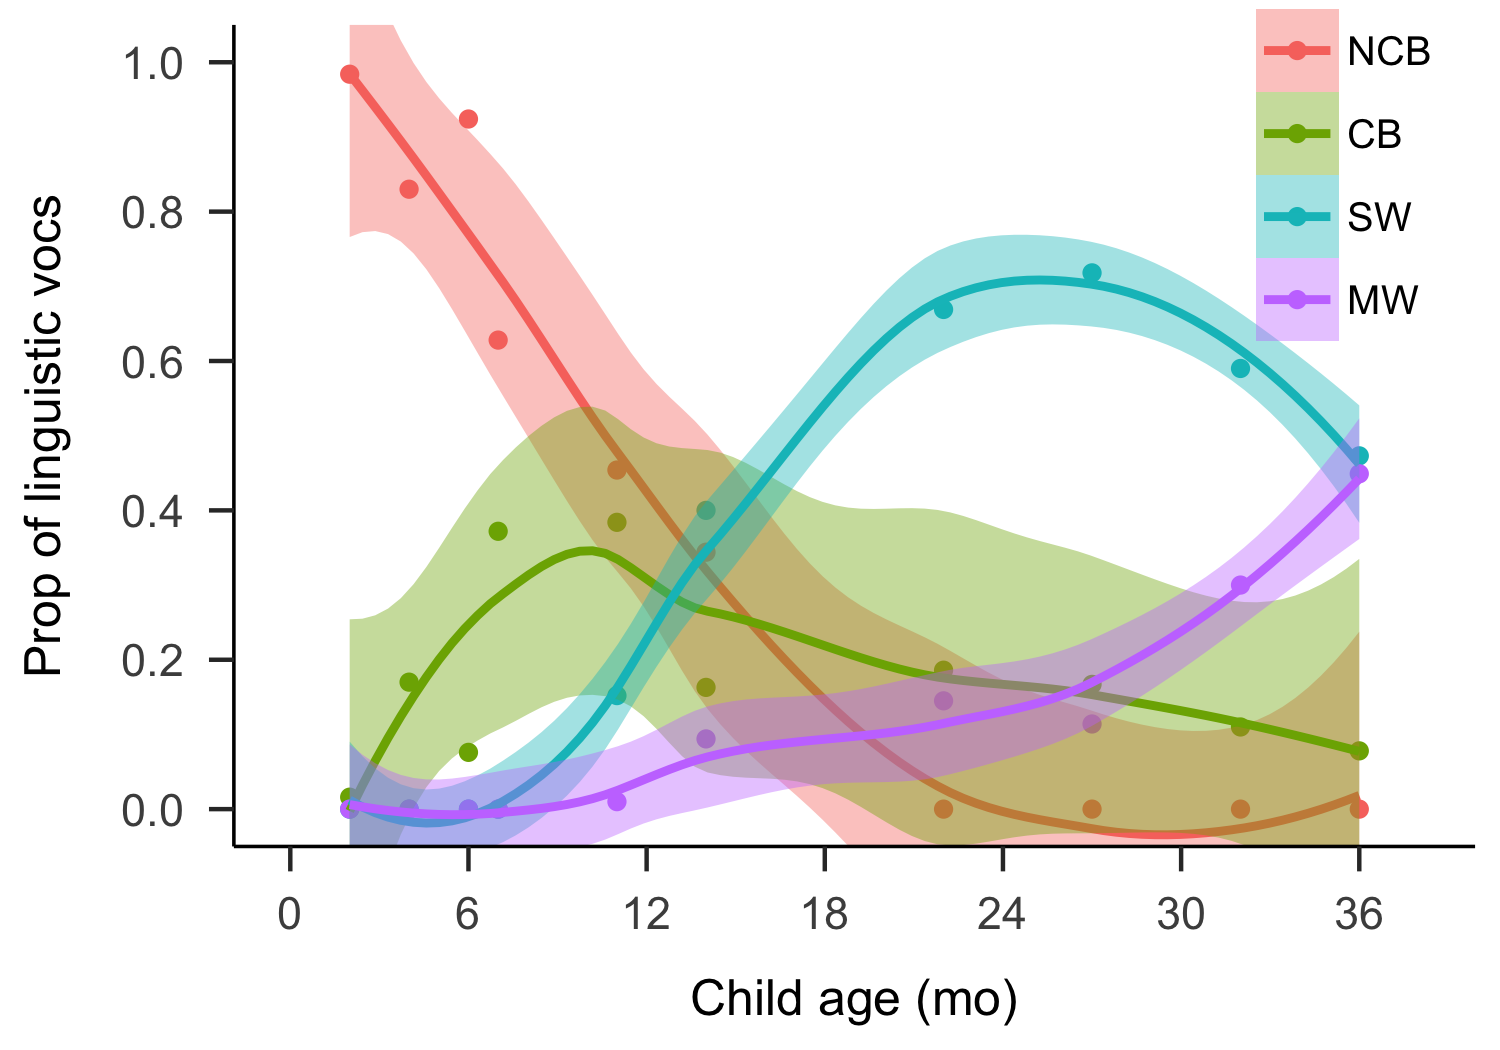 NCB
CB
SW
MW
1.0
0.8
0.6
0.4
0.2
0.0
Prop of linguistic vocs
0 6 12 18 24 30 36
Child age (mo)